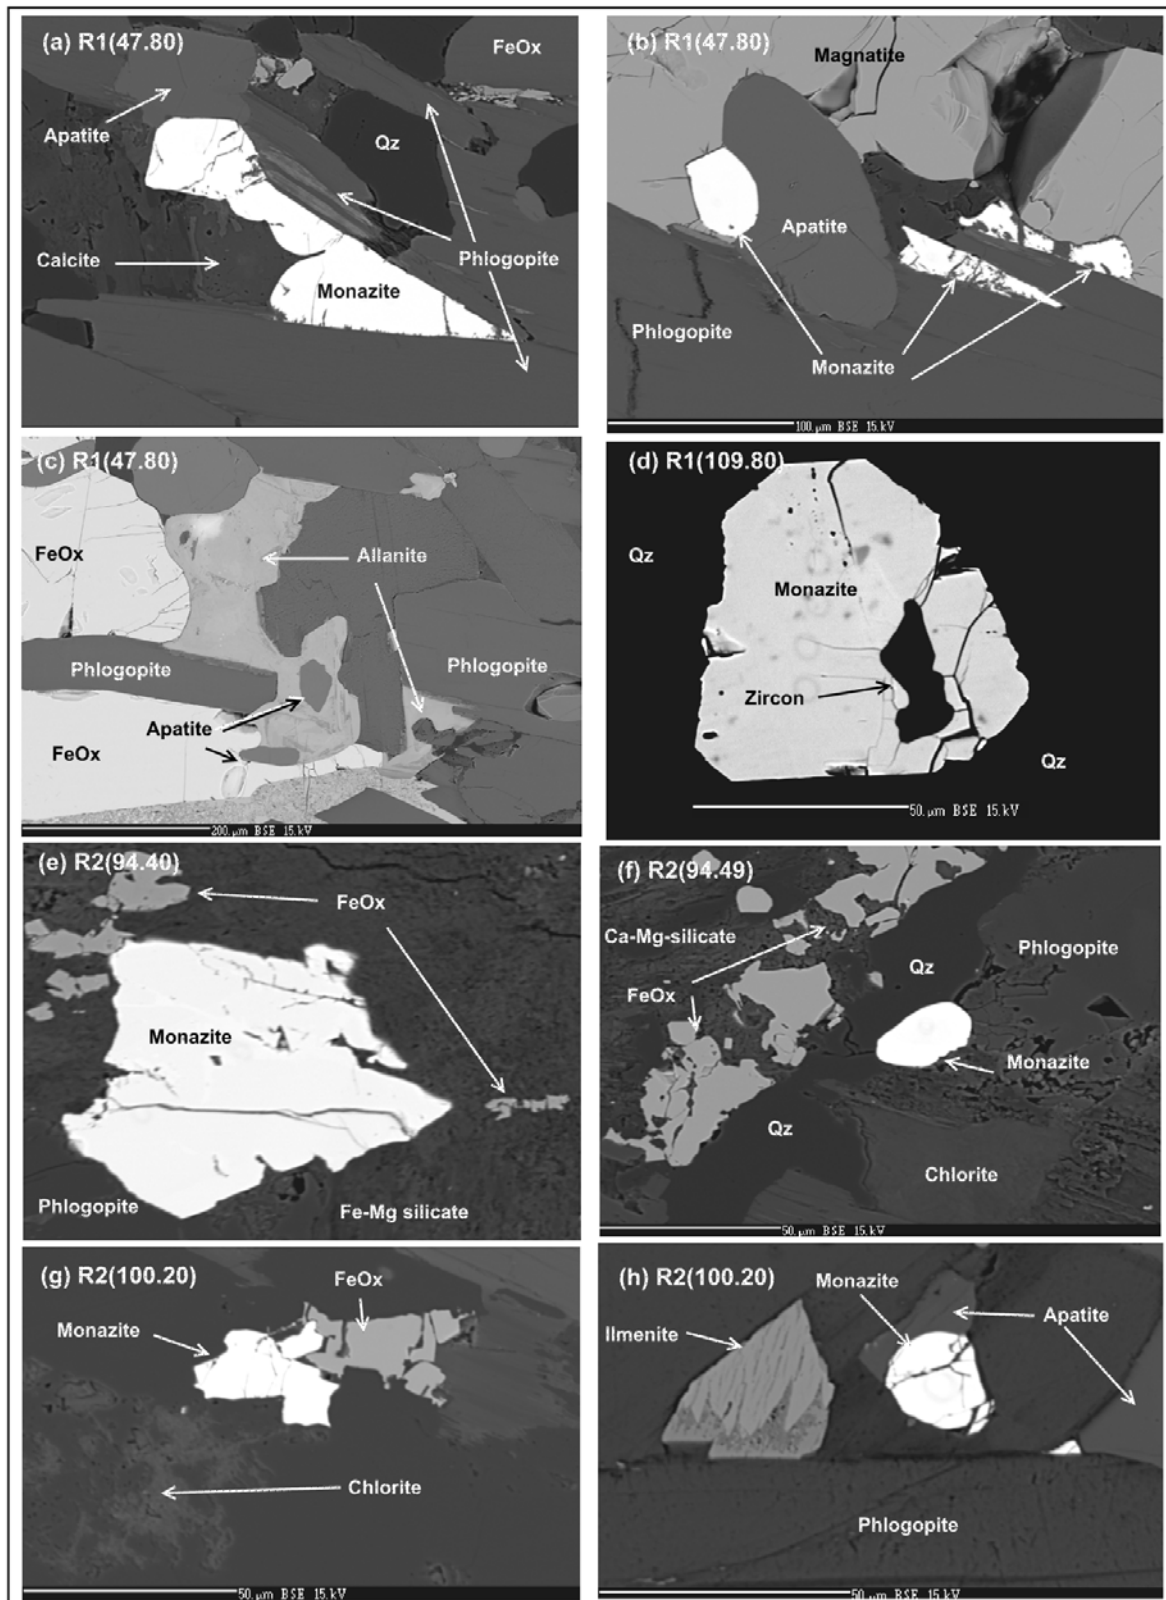 (a) R1(47.80)
FeOx
Apatite
Qz
Calcite
Phlogopite
Monazite
(b) R1(47.80)
Magnatite
Apatite
Phlogopite
Monazite
100.µm BSE 15.kV
(c) R1(47.80)
FeOx
Allanite
Phlogopite
Phlogopite
Apatite
FeOx
200.µm BSE 15.kV
(d) R1(109.80)
Qz
Monazite
Zircon
Qz
50.µm BSE 15.kV
(e) R2(94.40)
FeOx
Monazite
Phlogopite
Fe-Mg silicate
(f) R2(94.49)
Ca-Mg-silicate
Phlogopite
Qz
FeOx
Monazite
Qz
Chlorite
50.µm BSE 15.kV
(g) R2(100.20)
FeOx
Monazite
Chlorite
50.µm BSE 15.kV
(h) R2(100.20)
Monazite
Apatite
Ilmenite
Phlogopite
50.µm BSE 15.kV